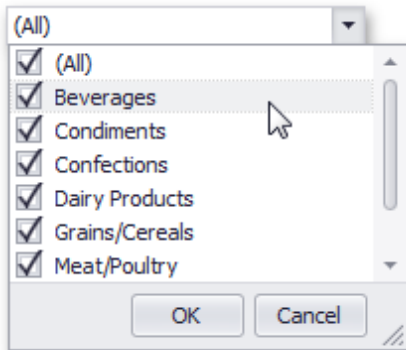 (All)
(All)
Beverages
Condiments
Confections
Dairy Products
Grains/Cereals
Meat/Poultry
OK Cancel